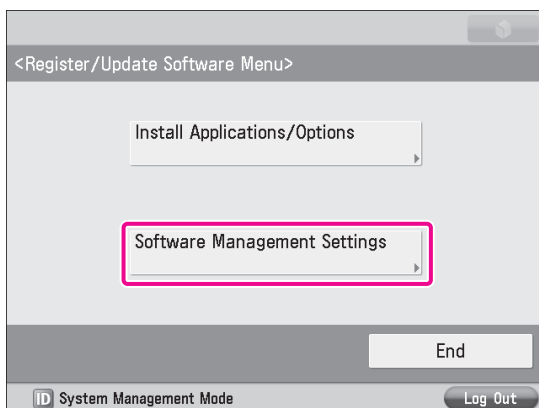 <Register/Update Software Menu>
Install Applications/Options
Software Management Settings
End
ID System Management Mode
Log Out